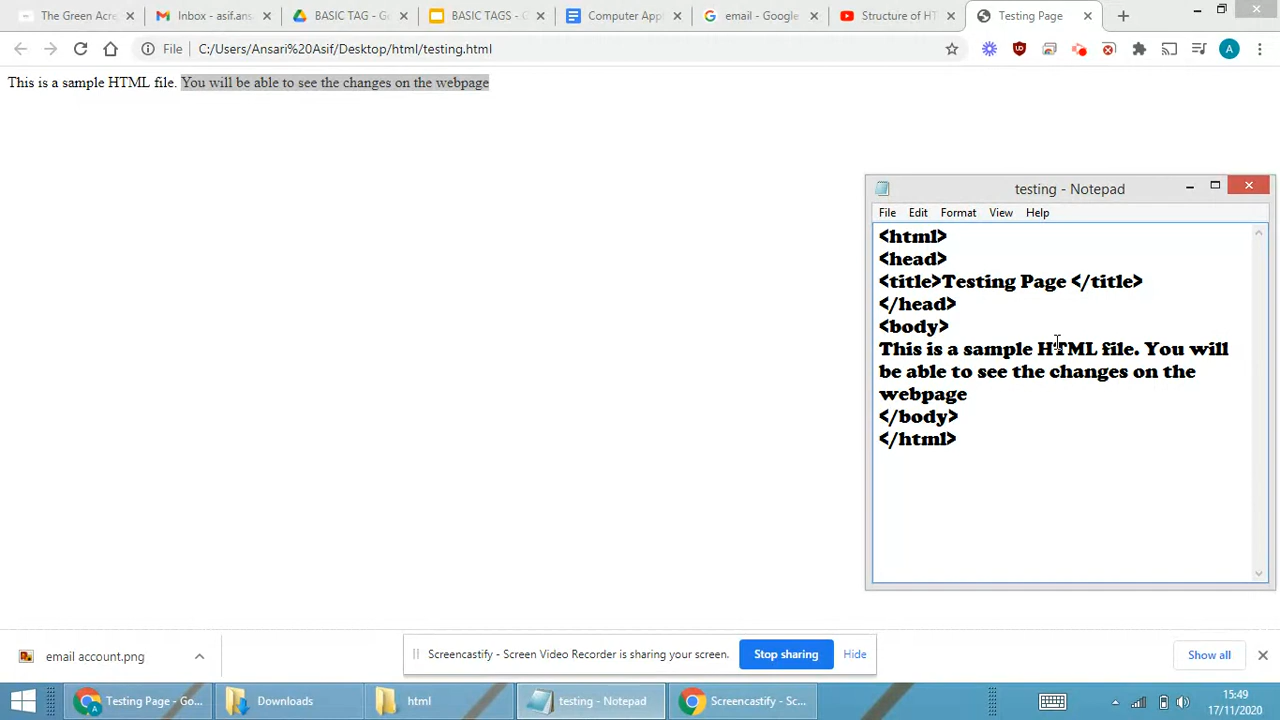 The Green Acre
Inbox - asif.ans
BASIC TAG - G
BASIC TAGS - C
Computer App
email - Google
Structure of HT
Testing Page
File
C:/Users/Ansari%20Asif/Desktop/html/testing.html
A
This is a sample HTML file. You will be able to see the changes on the webpage
testing - Notepad
File Edit Format View Help
<html>
<head>
<title>Testing Page </title>
</head>
<body>
This is a sample HTML file. You will
be able to see the changes on the
webpage
</body>
</html>
email account.png
Screencastify - Screen Video Recorder is sharing your screen.
Stop sharing
Hide
Show all
Testing Page - Go...
Downloads
html
testing - Notepad
Screencastify - Sc...
15:49
17/11/2020